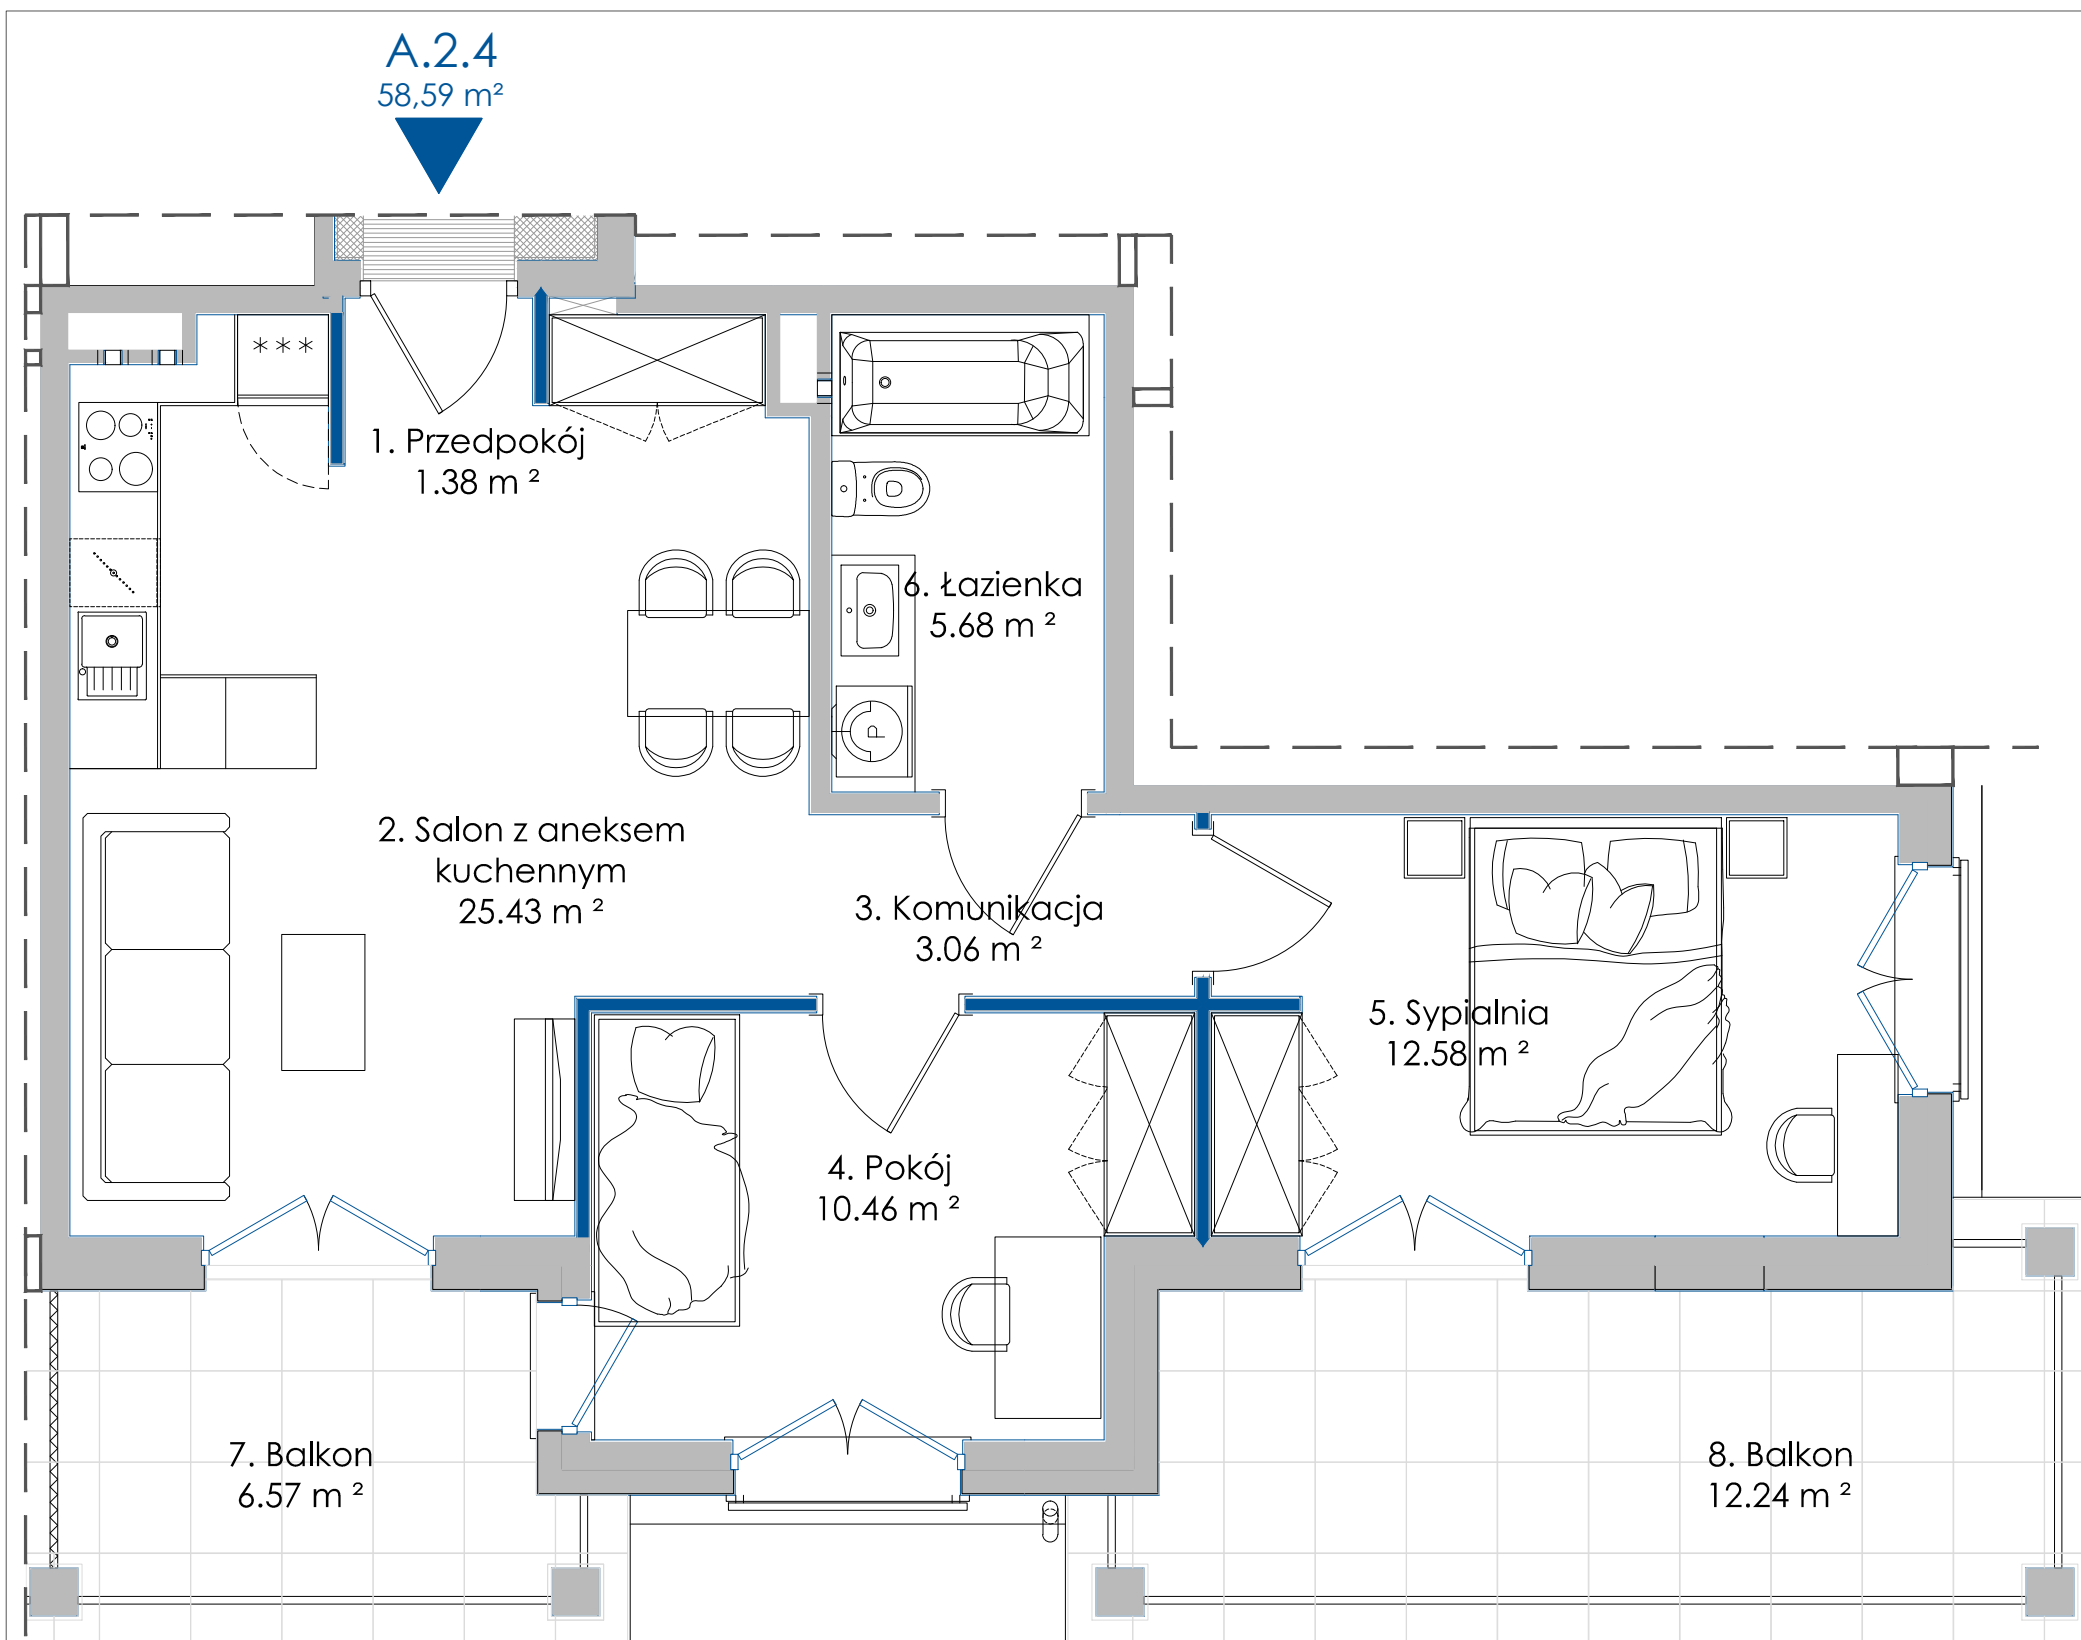 A.2.4
58,59 m²
***
1. Przedpokój
1.38 m ²
6. Łazienka
5.68 m ²
P
2. Salon z aneksem
kuchennym
25.43 m ²
3. Komunikacja
3.06 m ²
5. Sypialnia
12.58 m ²
4. Pokój
10.46 m ²
7. Balkon
6.57 m ²
8. Balkon
12.24 m ²